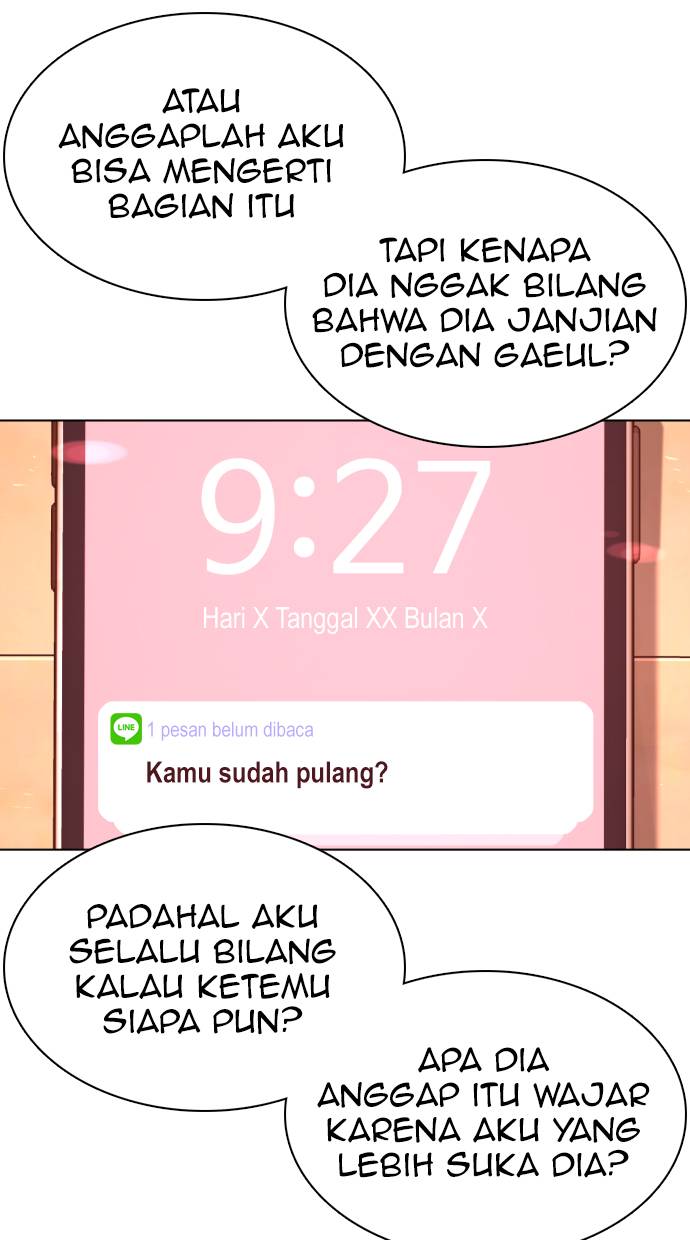 ATAU
ANGGAPLAH AKU
BISA MENGERTI
BAGIAN ITU
TAPI KENAPA
DIA NGGAK BILANG
BAHWA DIA JANJIAN
DENGAN GAEUL?
9:27
Hari X Tanggal XX Bulan X
LINE 1 pesan belum dibaca
Kamu sudah pulang?
PADAHAL AKU
SELALU BILANG
KALAU KETEMU
SIAPA PUN?
APA DIA
ANGGAP ITU WAJAR
KARENA AKU YANG
LEBIH SUKA DIA?